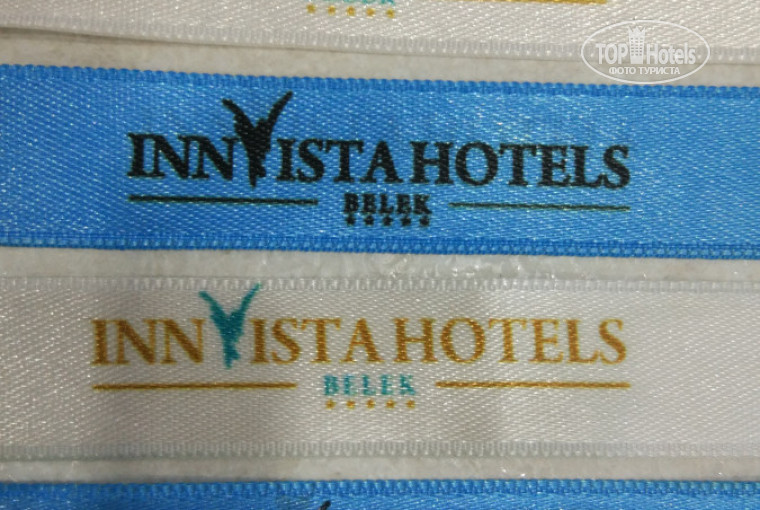 TOP Hotels
ФОТО ТУРИСТА
INNVISTA HOTELS
BELEK
INNVISTA HOTELS
BELEK